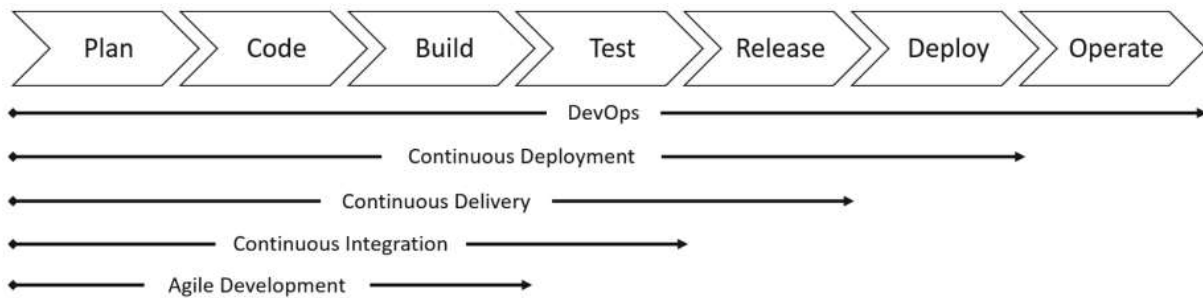 Plan Code Build Test Release Deploy Operate
DevOps
Continuous Deployment
Continuous Delivery
Continuous Integration
Agile Development